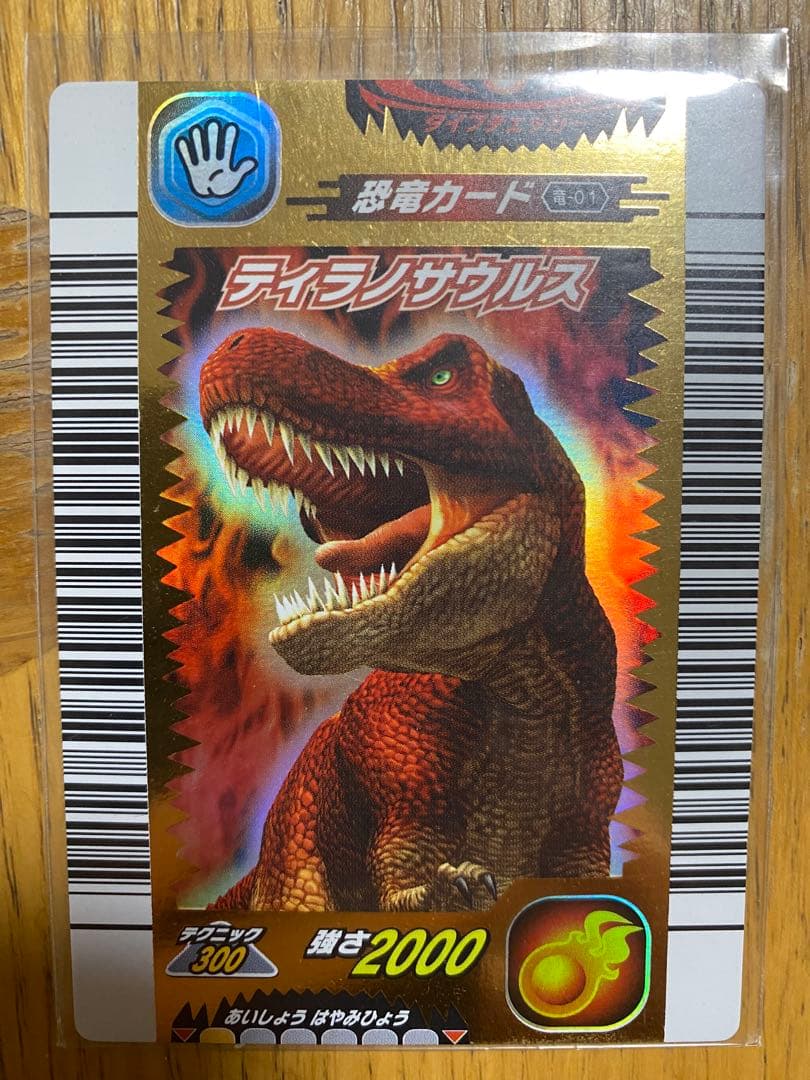 恐竜カード 竜-01
ティラノサウルス
テクニック
300
強さ2000
あいしょう はやみひょう